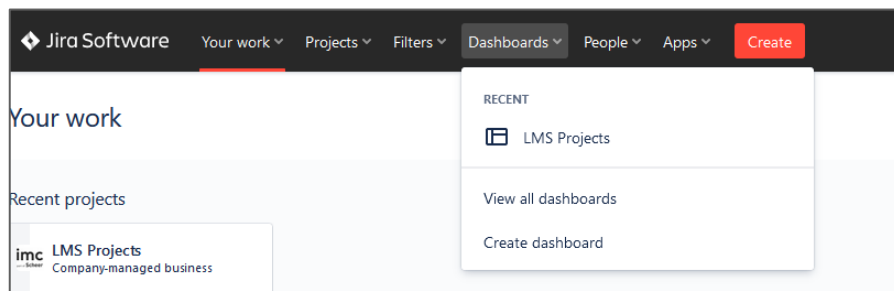 Jira Software Your work Projects Filters Dashboards People Apps Create
RECENT
Your work
LMS Projects
View all dashboards
Recent projects
Create dashboard
imc LMS Projects
Company-managed business